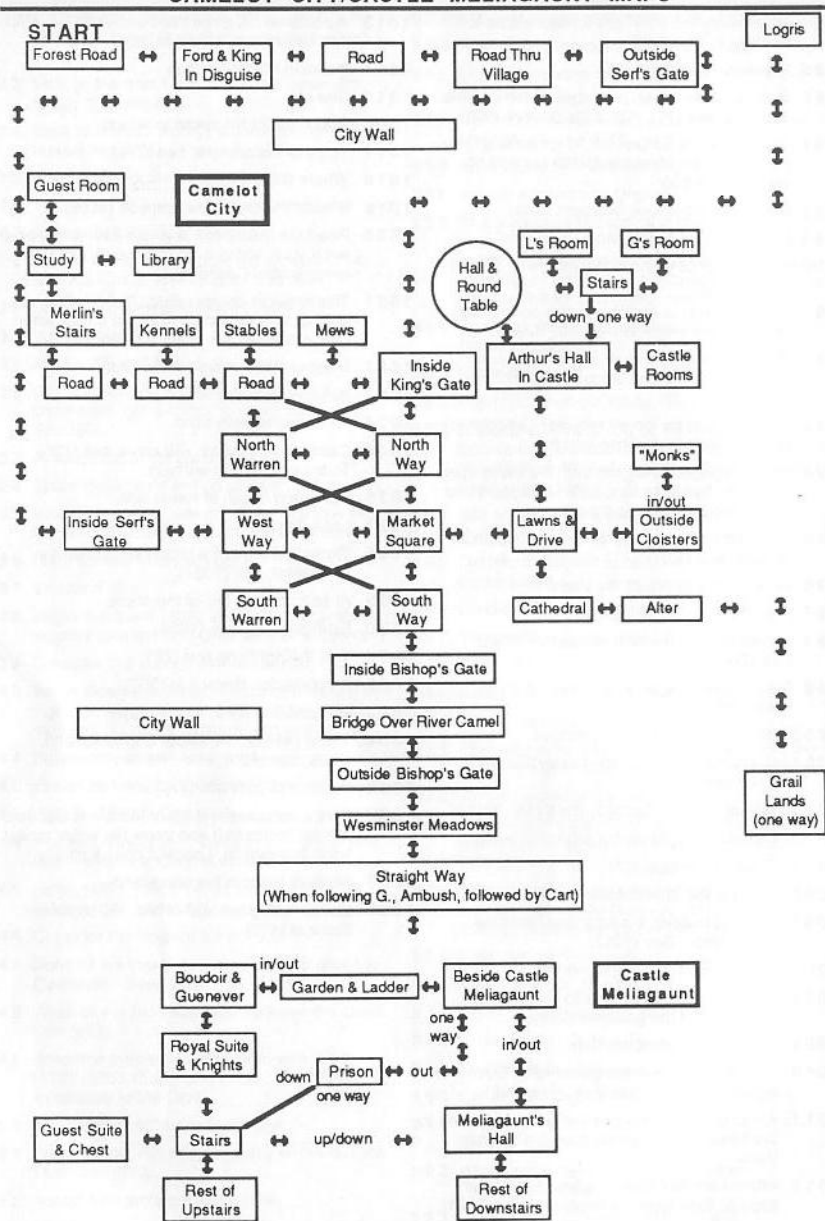 CAMELOT CITY/CASTLE MELIAGAUNT MAPS
START
Logris
Forest Road
Ford & King
In Disguise
Road
Road Thru
Village
Outside
Serf's Gate
City Wall
Guest Room
Camelot
City
L's Room
G's Room
Study
Library
Hall &
Round
Table
Stairs
down one way
Merlin's
Stairs
Kennels
Stables
Mews
Inside
King's Gate
Arthur's Hall
In Castle
Castle
Rooms
Road
Road
Road
North
Warren
North
Way
"Monks"
in/out
Inside Serf's
Gate
West
Way
Market
Square
Lawns &
Drive
Outside
Cloisters
South
Warren
South
Way
Cathedral
Alter
Inside Bishop's Gate
City Wall
Bridge Over River Camel
Outside Bishop's Gate
Grail
Lands
(one way)
Wesminster Meadows
Straight Way
(When following G., Ambush, followed by Cart)
Boudoir &
Guenever
in/out
Garden & Ladder
Beside Castle
Meliagaunt
Castle
Meliagaunt
one
way
in/out
Royal Suite
& Knights
down
Prison
out
one way
Guest Suite
& Chest
Stairs
up/down
Meliagaunt's
Hall
Rest of
Upstairs
Rest of
Downstairs